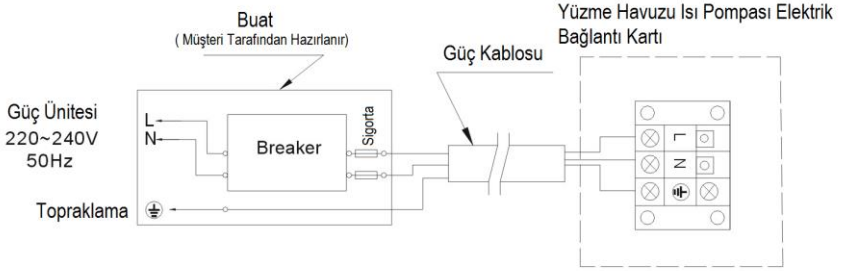 Buat
( Müşteri Tarafından Hazırlanır)
Yüzme Havuzu Isı Pompası Elektrik
Bağlantı Kartı
Güç Kablosu
Güç Ünitesi
220~240V
50Hz
L
N
Breaker
Sigorta
Topraklama
L
N